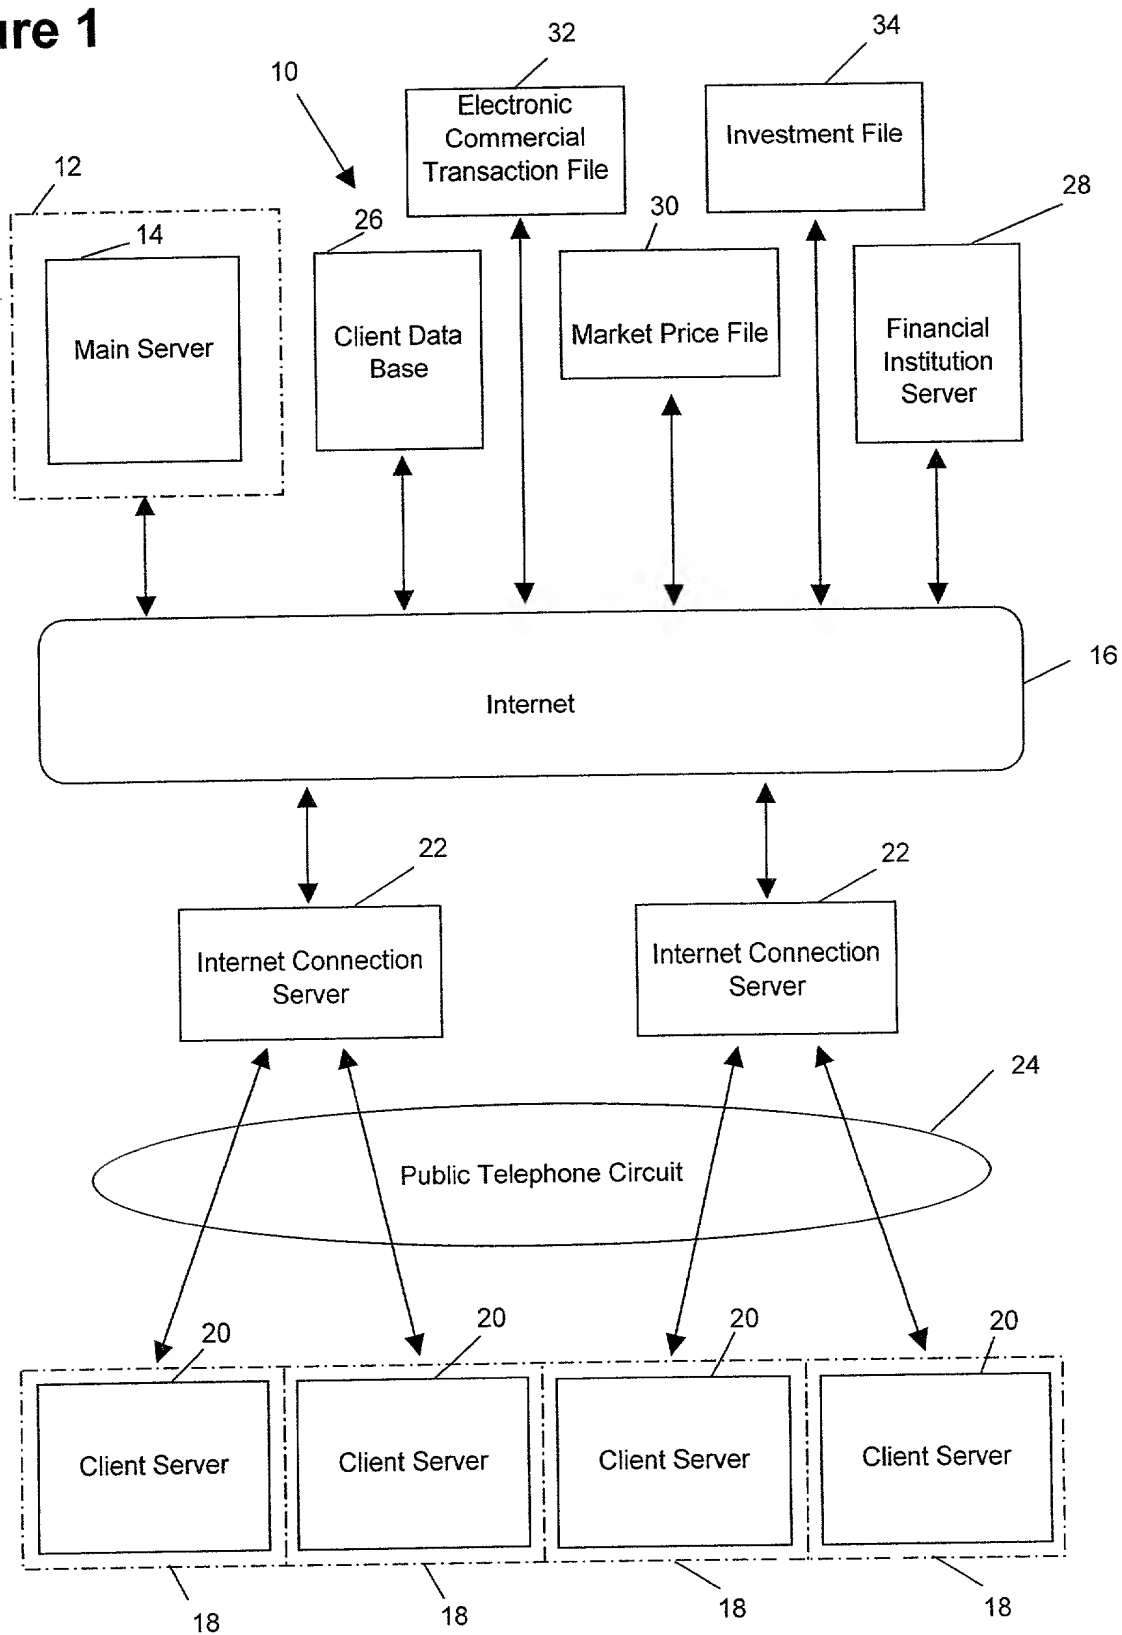 ure 1
32
34
10
Electronic
Commercial
Transaction File
Investment File
12
28
14
26
30
Main Server
Client Data
Base
Market Price File
Financial
Institution
Server
16
Internet
22
22
Internet Connection
Server
Internet Connection
Server
24
Public Telephone Circuit
20
20
20
20
Client Server
Client Server
Client Server
Client Server
18
18
18
18